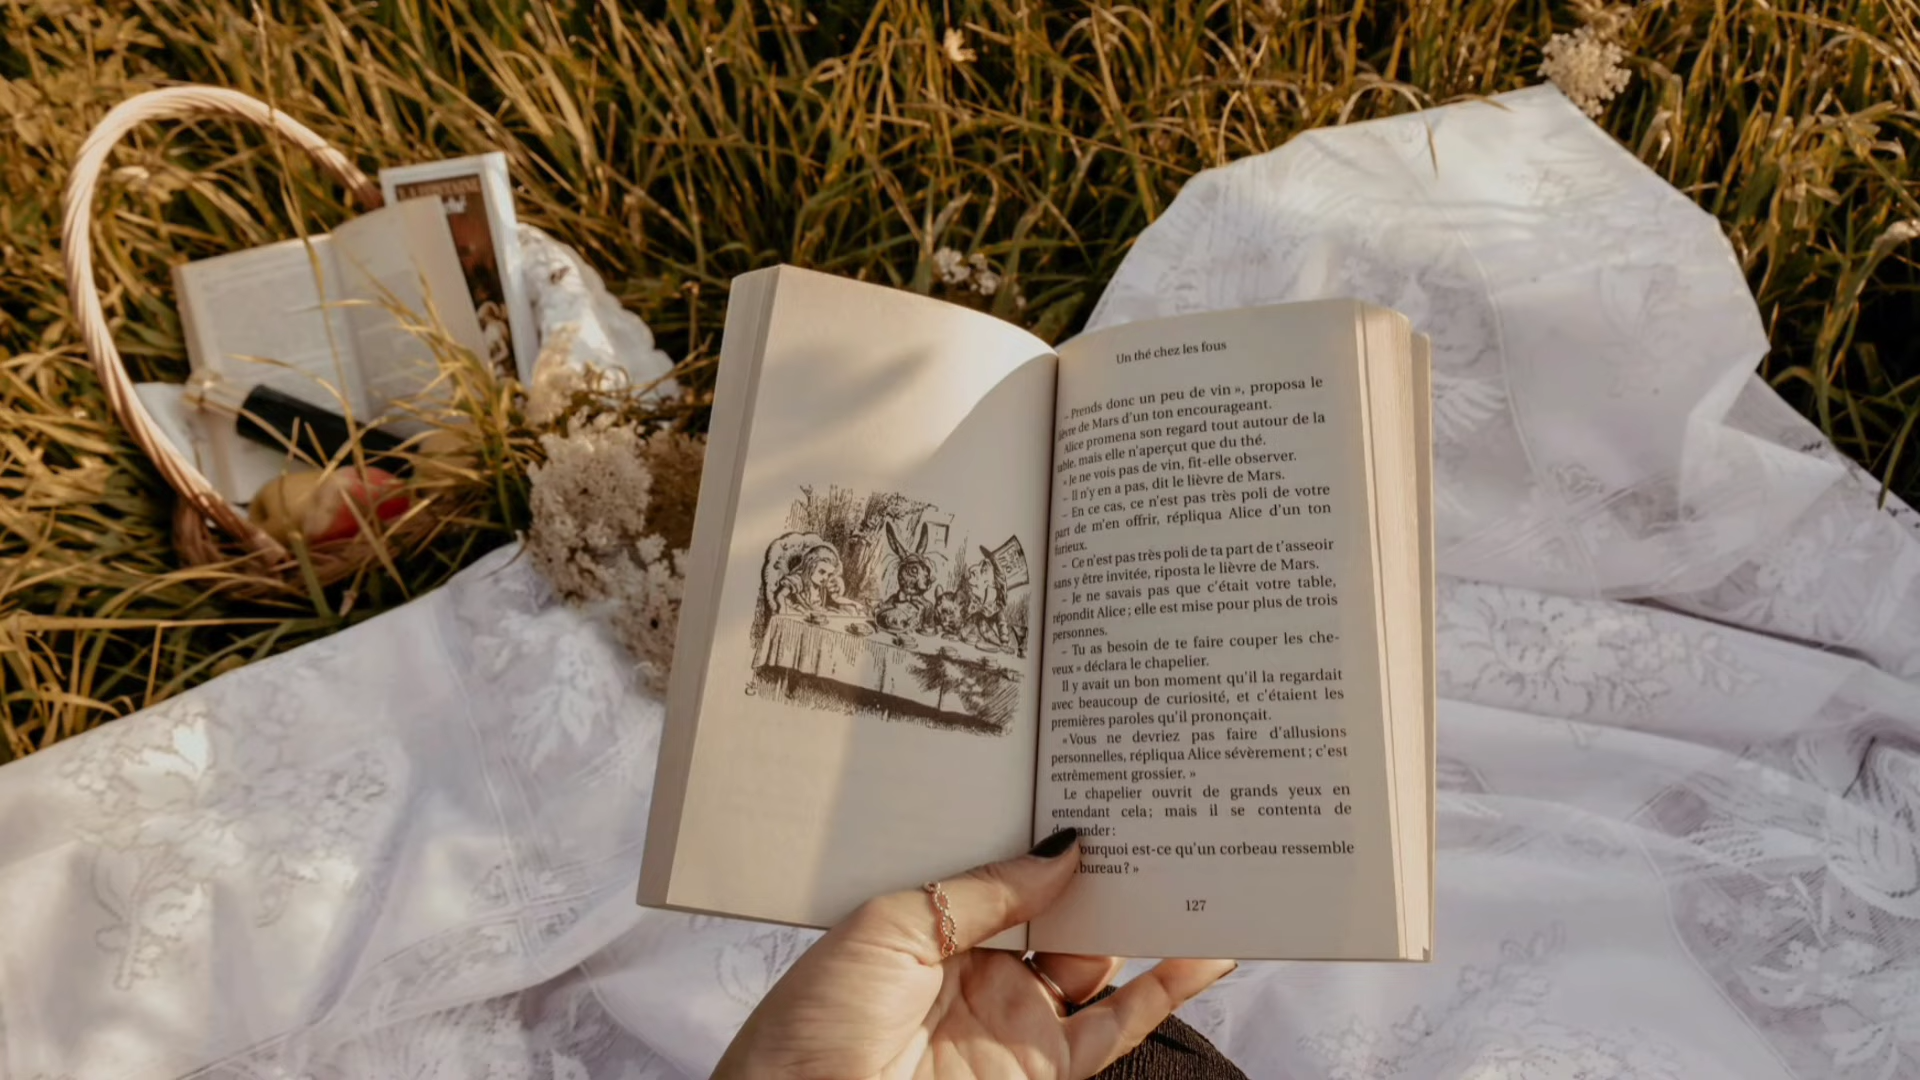 LA FONTAINE
Un thé chez les fous
– Prends donc un peu de vin », proposa le
lièvre de Mars d'un ton encourageant.
Alice promena son regard tout autour de la
table, mais elle n'aperçut que du thé.
« Je ne vois pas de vin, fit-elle observer.
– Il n'y en a pas, dit le lièvre de Mars.
– En ce cas, ce n'est pas très poli de votre
part de m'en offrir, répliqua Alice d'un ton
furieux.
– Ce n'est pas très poli de ta part de t'asseoir
sans y être invitée, riposta le lièvre de Mars.
– Je ne savais pas que c'était votre table,
répondit Alice ; elle est mise pour plus de trois
personnes.
– Tu as besoin de te faire couper les che-
veux » déclara le chapelier.
Il y avait un bon moment qu'il la regardait
avec beaucoup de curiosité, et c'étaient les
premières paroles qu'il prononçait.
« Vous ne devriez pas faire d'allusions
personnelles, répliqua Alice sévèrement ; c'est
extrêmement grossier. »
Le chapelier ouvrit de grands yeux en
entendant cela ; mais il se contenta de
demander :
ourquoi est-ce qu'un corbeau ressemble
bureau ? »
127